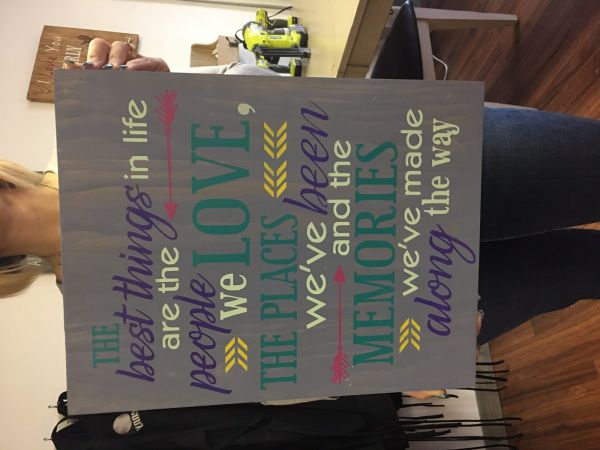 THE
best things in life
are the
people
we LOVE,
THE PLACES
we've been
and the
MEMORIES
we've made
along the way